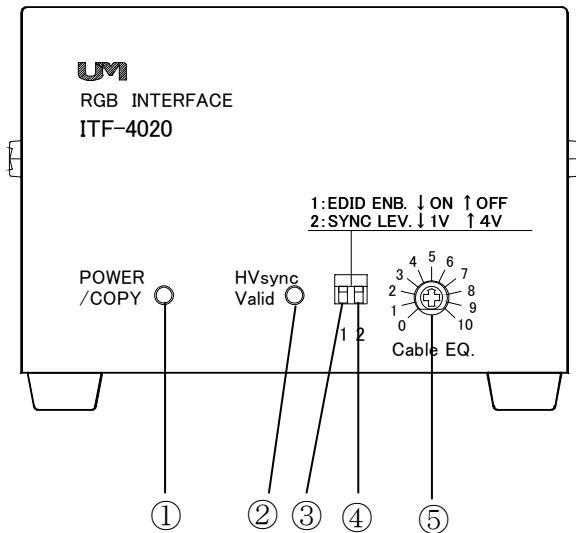 UM
RGB INTERFACE
ITF-4020
1:EDID ENB. ↓ ON ↑ OFF
2:SYNC LEV. ↓ 1V ↑ 4V
POWER
/COPY
HVsync
Valid
1 2
0 1 2 3 4 5 6 7 8 9 10
Cable EQ.
① ② ③ ④ ⑤